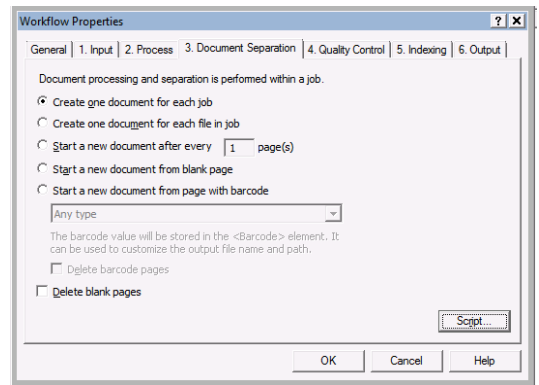 Workflow Properties
General 1. Input 2. Process 3. Document Separation 4. Quality Control 5. Indexing 6. Output
Document processing and separation is performed within a job.
Create one document for each job
Create one document for each file in job
Start a new document after every 1 page(s)
Start a new document from blank page
Start a new document from page with barcode
Any type
The barcode value will be stored in the <Barcode> element. It
can be used to customize the output file name and path.
Delete barcode pages
Delete blank pages
Script...
OK Cancel Help